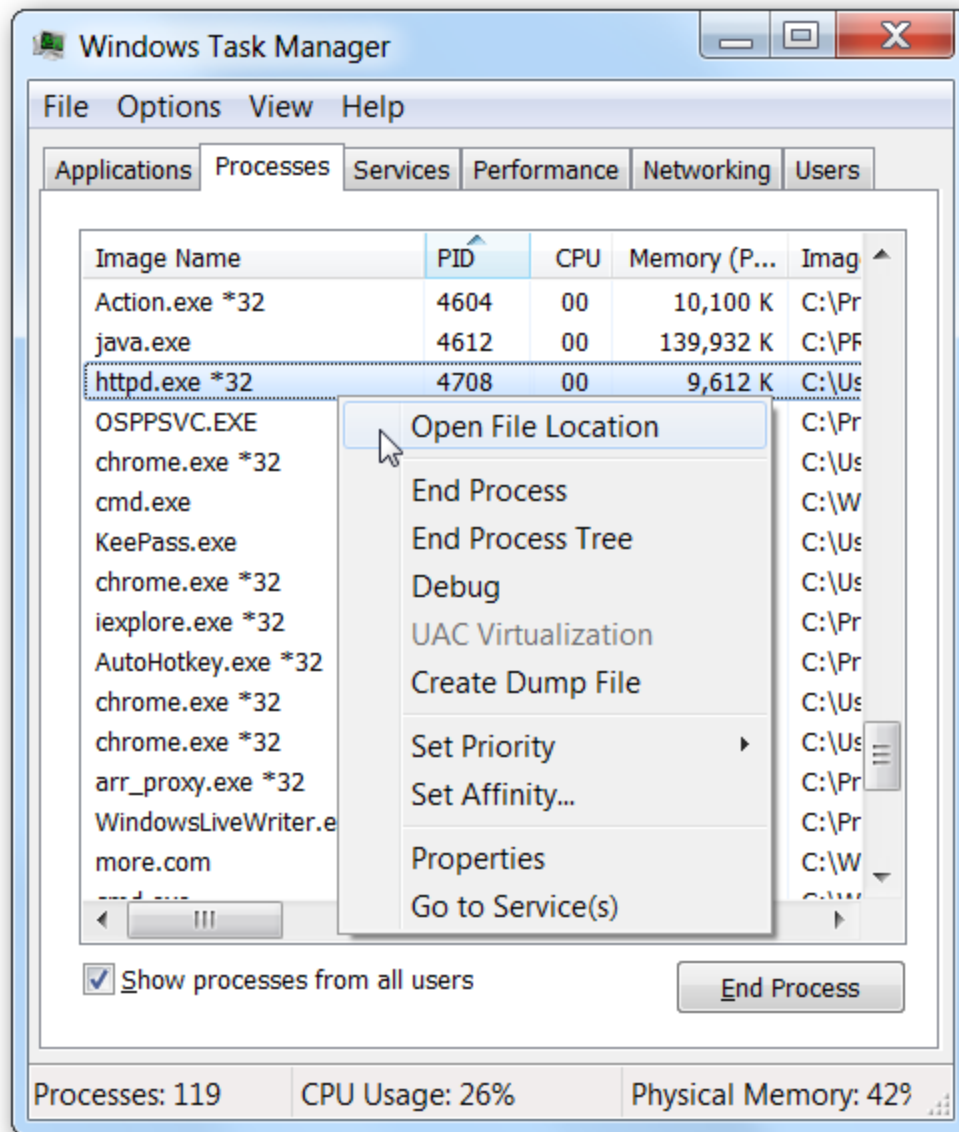 Windows Task Manager
File Options View Help
Applications Processes Services Performance Networking Users
Image Name PID CPU Memory (P... Imag
Action.exe *32 4604 00 10,100 K C:\Pr
java.exe 4612 00 139,932 K C:\PR
httpd.exe *32 4708 00 9,612 K C:\Us
OSPPSVC.EXE C:\Pr
chrome.exe *32 C:\Us
cmd.exe C:\W
KeePass.exe C:\Us
chrome.exe *32 C:\Us
iexplore.exe *32 C:\Pr
AutoHotkey.exe *32 C:\Pr
chrome.exe *32 C:\Us
chrome.exe *32 C:\Us
arr_proxy.exe *32 C:\Pr
WindowsLiveWriter.e C:\Pr
more.com C:\W
Open File Location
End Process
End Process Tree
Debug
UAC Virtualization
Create Dump File
Set Priority
Set Affinity...
Properties
Go to Service(s)
Show processes from all users
End Process
Processes: 119 CPU Usage: 26% Physical Memory: 42%